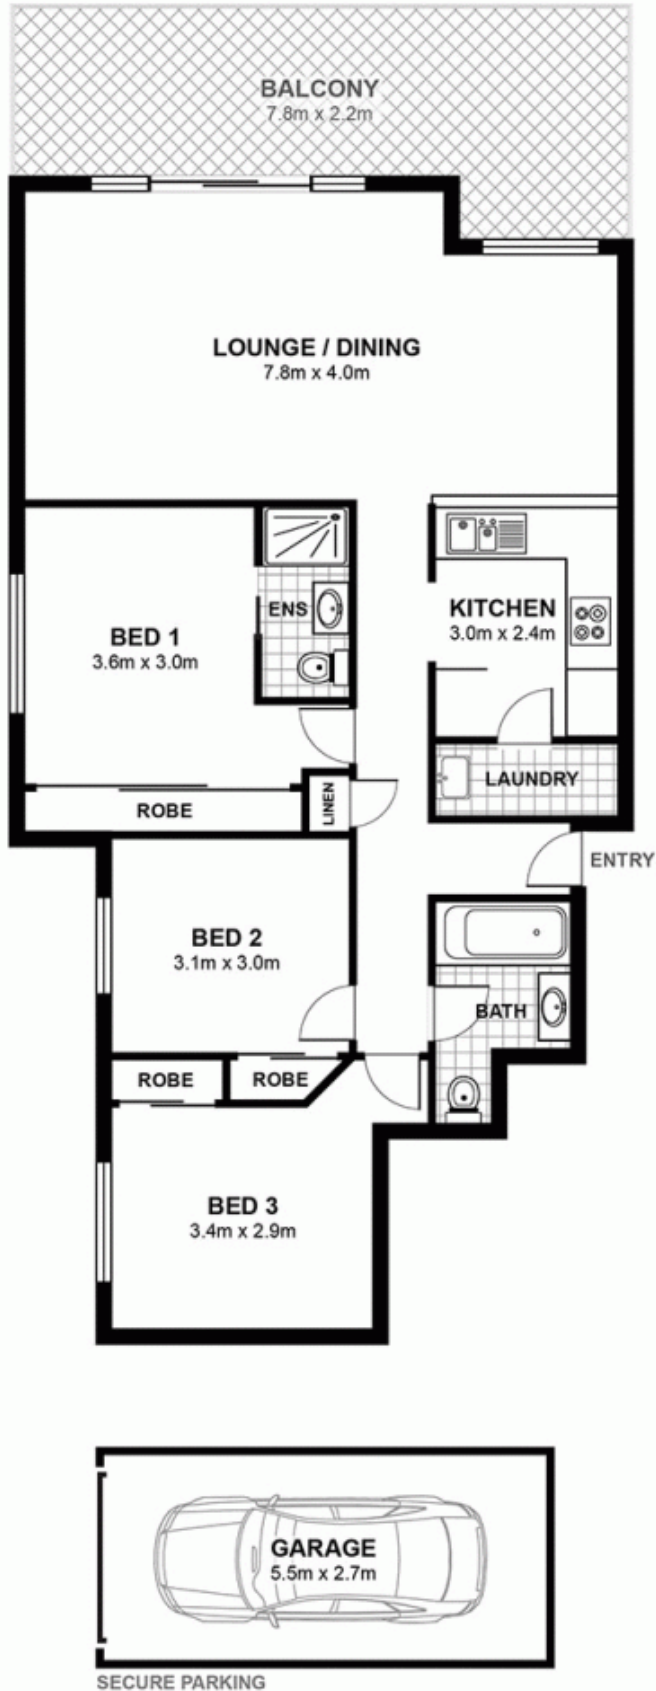 BALCONY
7.8m x 2.2m
LOUNGE / DINING
7.8m x 4.0m
ENS
KITCHEN
3.0m x 2.4m
BED 1
3.6m x 3.0m
LAUNDRY
ROBE
LINEN
ENTRY
BED 2
3.1m x 3.0m
BATH
ROBE
ROBE
BED 3
3.4m x 2.9m
GARAGE
5.5m x 2.7m
SECURE PARKING